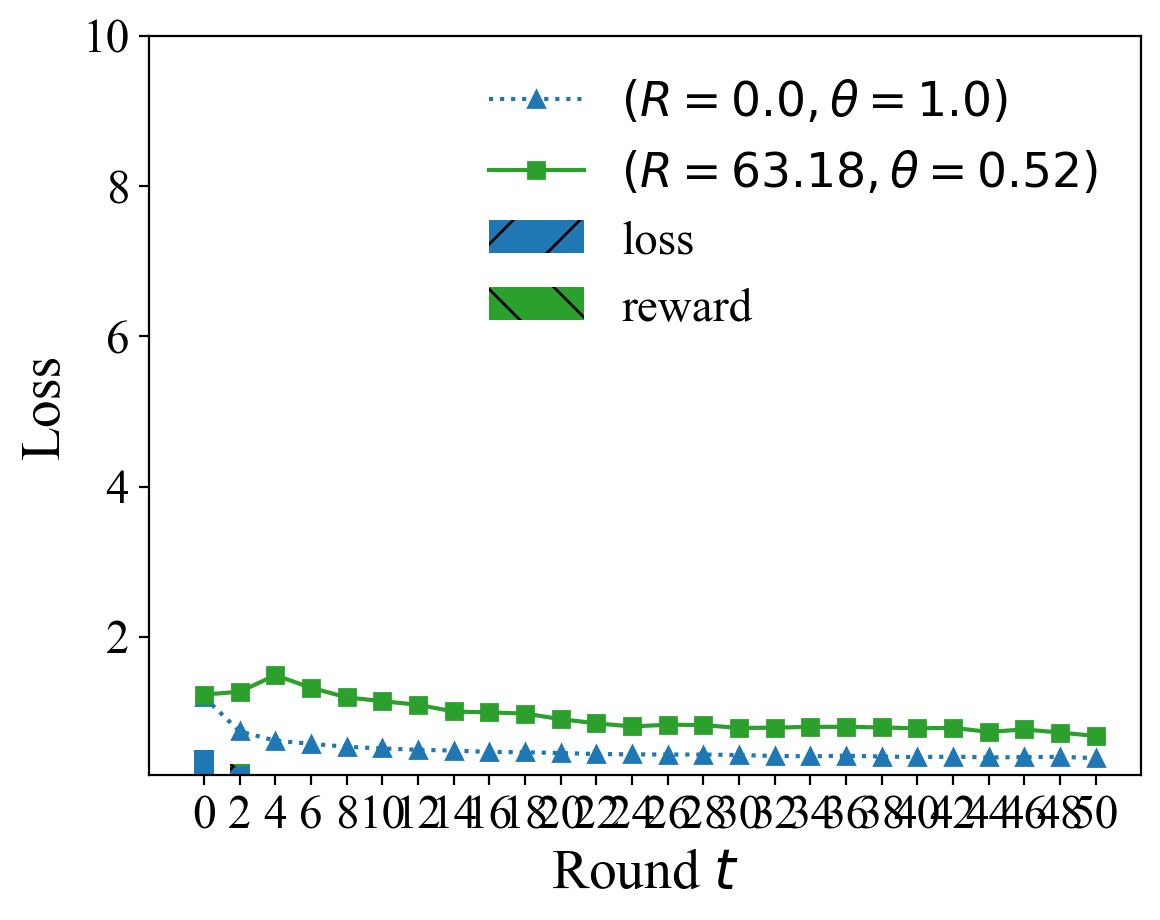 10
8
6
4
2
Loss
(R = 0.0, θ = 1.0)
(R = 63.18, θ = 0.52)
loss
reward
0 2 4 6 8 10 12 14 16 18 20 22 24 26 28 30 32 34 36 38 40 42 44 46 48 50
Round t